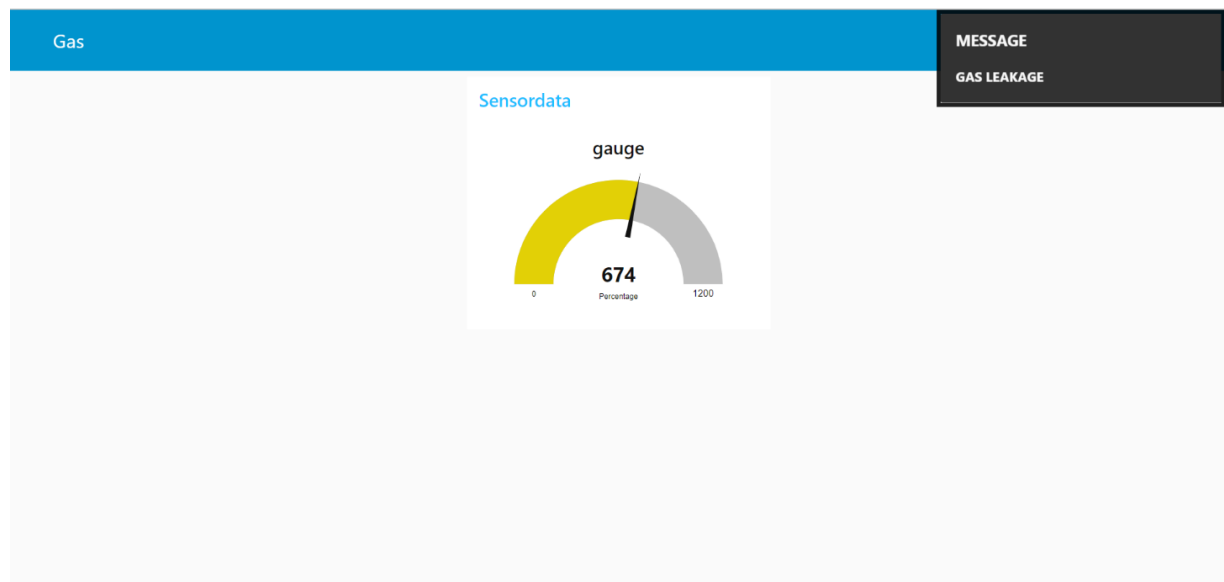 Gas
MESSAGE
GAS LEAKAGE
Sensordata
gauge
674
0
Percentage
1200